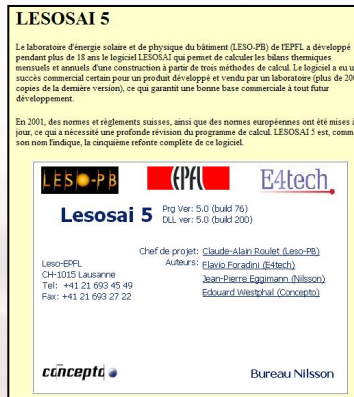 LESOSAI 5
Le laboratoire d'énergie solaire et de physique du bâtiment (LESO-PB) de l'EPFL a développé
pendant plus de 18 ans le logiciel LESOSAI qui permet de calculer les bilans thermiques
mensuels et annuels d'une construction à partir de trois méthodes de calcul. Le logiciel a eu u
succès commercial certain pour un produit développé et vendu par un laboratoire (plus de 200
copies de la dernière version), ce qui garantit une bonne base commerciale à tout futur
développement.
En 2001, des normes et règlements suisses, ainsi que des normes européennes ont été mises à
jour, ce qui a nécessité une profonde révision du programme de calcul. LESOSAI 5 est, comm
son nom l'indique, la cinquième refonte complète de ce logiciel.
LESO-PB EPFL E4tech
Lesosai 5
Prg Ver: 5.0 (build 76)
DLL ver: 5.0 (build 200)
Chef de projet: Claude-Alain Roulet (Leso-PB)
Auteurs: Flavio Foradini (E4tech)
Jean-Pierre Eggimann (Nilsson)
Edouard Westphal (Concepto)
Leso-EPFL
CH-1015 Lausanne
Tel: +41 21 693 45 49
Fax: +41 21 693 27 22
concepto
Bureau Nilsson